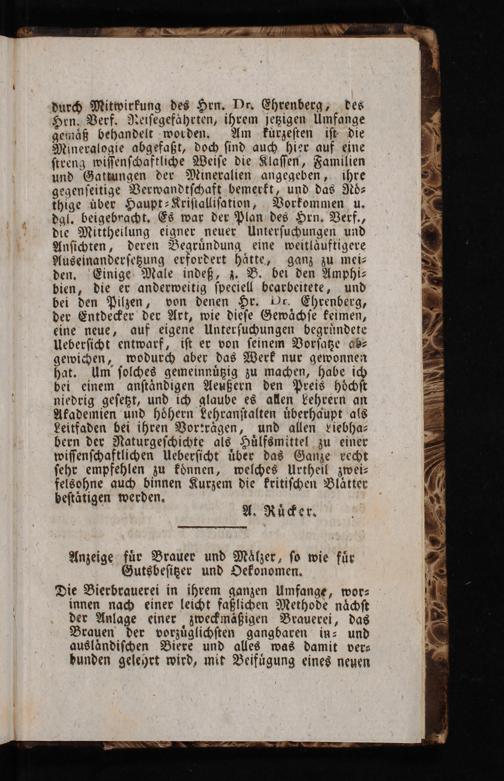 durch Mitwirkung des Hrn. Dr. Ehrenberg, des
Hrn. Verf. Reisegefährten, ihrem jetzigen Umfange
gemäß behandelt worden. Am kürzesten ist die
Mineralogie abgefaßt, doch sind auch hier auf eine
streng wissenschaftliche Weise die Klassen, Familien
und Gattungen der Mineralien angegeben, ihre
gegenseitige Verwandtschaft bemerkt, und das Nö-
thige über Haupt-Kristallisation, Vorkommen u.
dgl. beigebracht. Es war der Plan des Hrn. Verf.,
die Mittheilung eigner neuer Untersuchungen und
Ansichten, deren Begründung eine weitläuftigere
Auseinandersetzung erfordert hätte, ganz zu mei-
den. Einige Male indeß, z. B. bei den Amphi-
bien, die er anderweitig speciell bearbeitete, und
bei den Pilzen, von denen Hr. Dr. Ehrenberg,
der Entdecker der Art, wie diese Gewächse keimen,
eine neue, auf eigene Untersuchungen begründete
Uebersicht entwarf, ist er von seinem Vorsatze ab-
gewichen, wodurch aber das Werk nur gewonnen
hat. Um solches gemeinnützig zu machen, habe ich
bei einem anständigen Aeußern den Preis höchst
niedrig gesetzt, und ich glaube es allen Lehrern an
Akademien und höhern Lehranstalten überhaupt als
Leitfaden bei ihren Vorträgen, und allen Liebha-
bern der Naturgeschichte als Hülfsmittel zu einer
wissenschaftlichen Uebersicht über das Ganze recht
sehr empfehlen zu können, welches Urtheil zwei-
felsohne auch binnen Kurzem die kritischen Blätter
bestätigen werden.
A. Rücker.
Anzeige für Brauer und Mälzer, so wie für
Gutsbesitzer und Oekonomen.
Die Bierbrauerei in ihrem ganzen Umfange, wor-
innen nach einer leicht faßlichen Methode nächst
der Anlage einer zweckmäßigen Brauerei, das
Brauen der vorzüglichsten gangbaren in- und
ausländischen Biere und alles was damit ver-
bunden gelehrt wird, mit Beifügung eines neuen